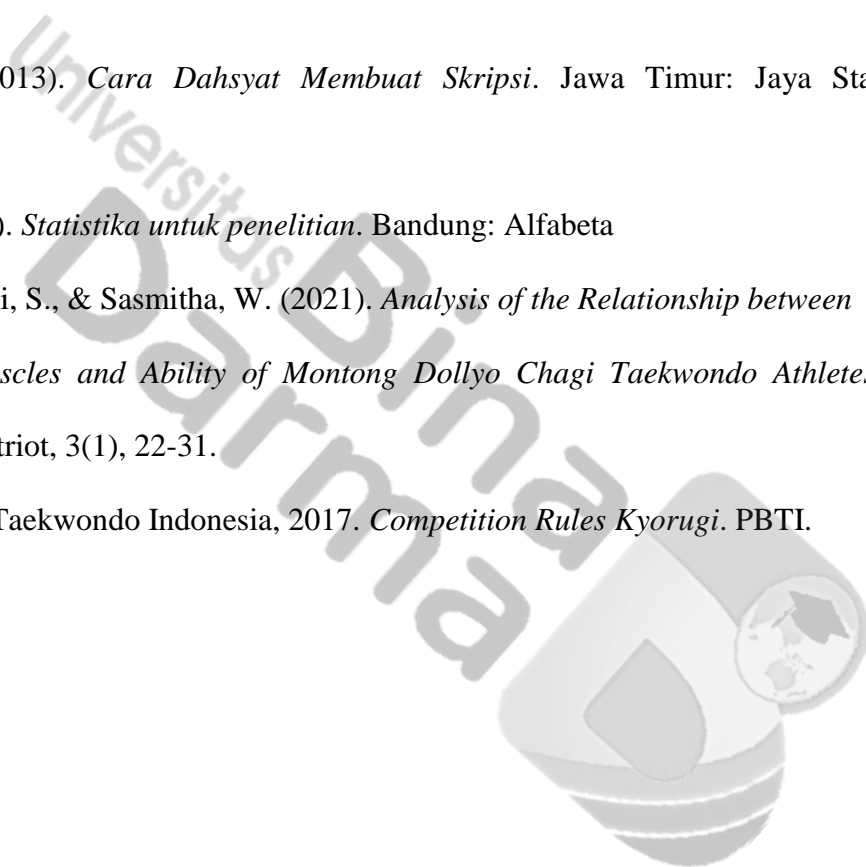 013). Cara Dahsyat Membuat Skripsi. Jawa Timur: Jaya Sta
). Statistika untuk penelitian. Bandung: Alfabeta
i, S., & Sasmitha, W. (2021). Analysis of the Relationship between
scles and Ability of Montong Dollyo Chagi Taekwondo Athletes
triot, 3(1), 22-31.
Taekwondo Indonesia, 2017. Competition Rules Kyorugi. PBTI.
Universitas
Bina
Darma